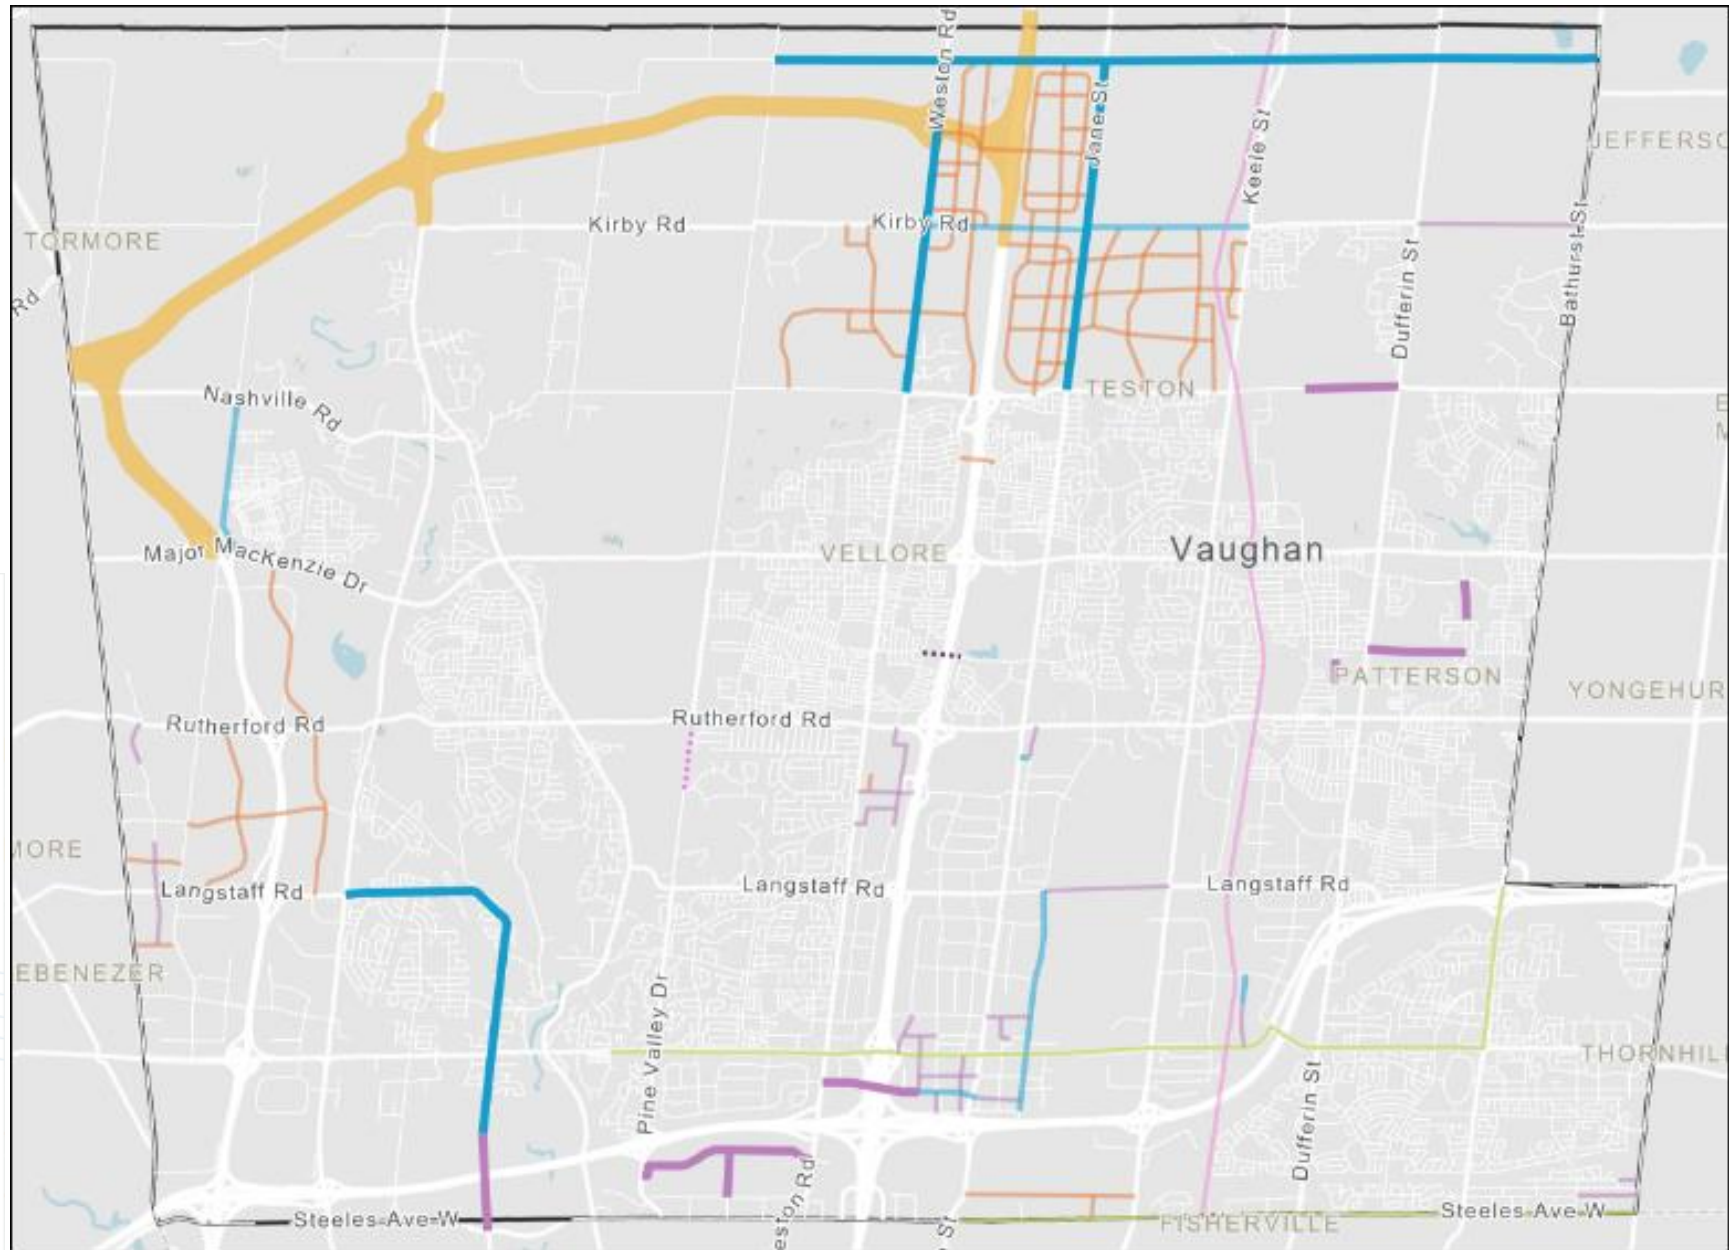 Weston Rd
Jane St
Keele St
JEFFERSO
TORMORE
Kirby Rd
Kirby Rd
Dufferin St
Bathurst St
Rd
TESTON
Nashville Rd
Major MacKenzie Dr
VELLORE
Vaughan
PATTERSON
YONGEHUR
Rutherford Rd
Rutherford Rd
MORE
Langstaff Rd
Langstaff Rd
Langstaff Rd
EBENEZER
Pine Valley Dr
THORNHILL
Dufferin St
Steeles Ave W
eston Rd
St
FISHERVILLE
Steeles Ave W